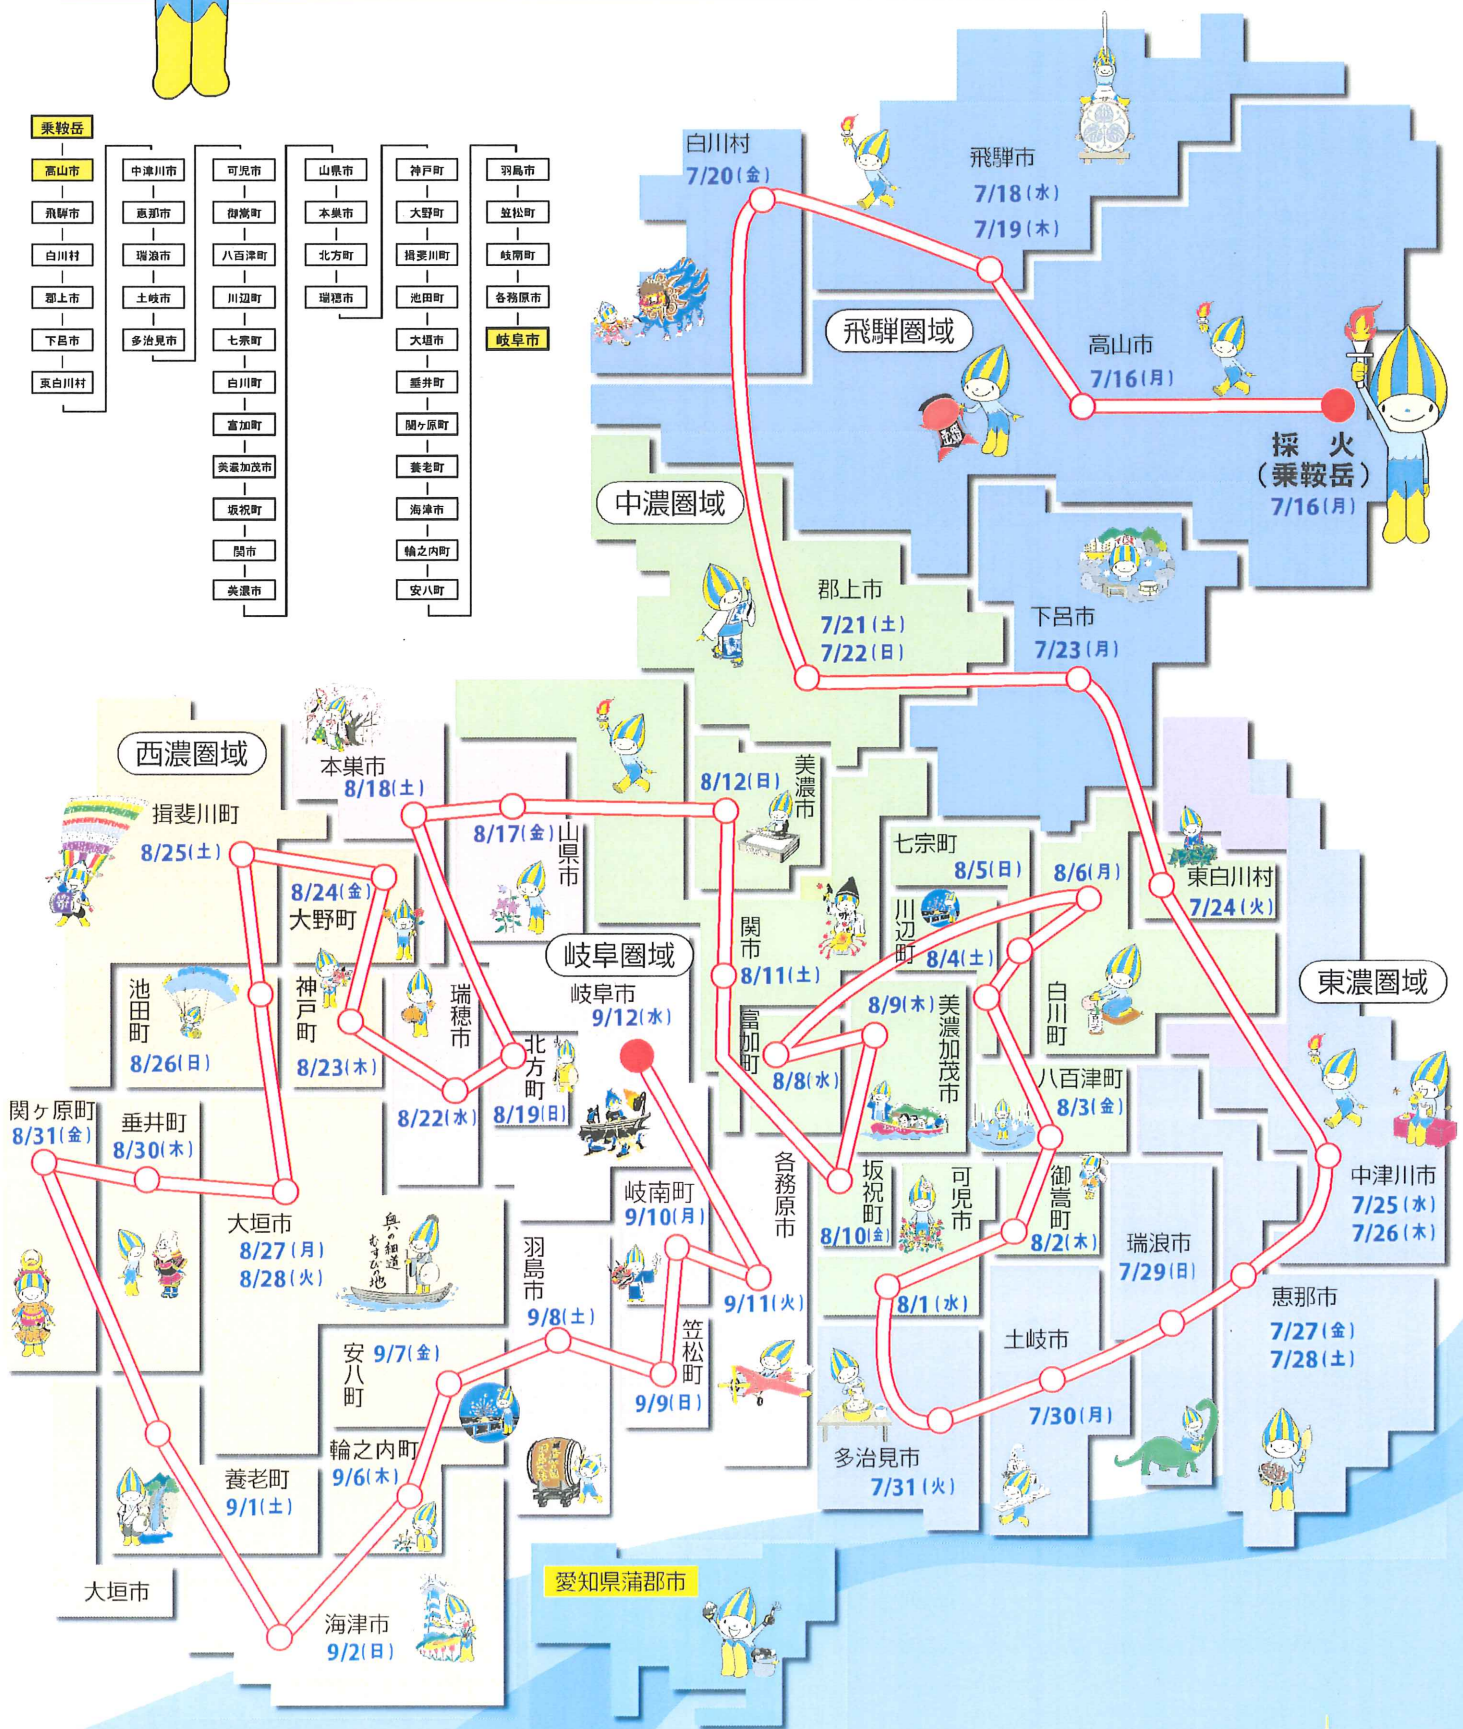 乗鞍岳
高山市
飛騨市
白川村
郡上市
下呂市
東白川村
中津川市
恵那市
瑞浪市
土岐市
多治見市
可児市
御嵩町
八百津町
川辺町
七宗町
白川町
富加町
美濃加茂市
坂祝町
関市
美濃市
山県市
本巣市
北方町
瑞穂市
神戸町
大野町
揖斐川町
池田町
大垣市
垂井町
関ヶ原町
養老町
海津市
輪之内町
安八町
羽島市
笠松町
岐南町
各務原市
岐阜市
白川村
7/20(金)
飛騨市
7/18(水)
7/19(木)
飛騨圏域
高山市
7/16(月)
採 火
(乗鞍岳)
7/16(月)
中濃圏域
郡上市
7/21(土)
7/22(日)
下呂市
7/23(月)
西濃圏域
本巣市
8/18(土)
揖斐川町
8/25(土)
8/17(金)
山県市
8/12(日)
美濃市
七宗町
8/5(日)
8/6(月)
東白川村
7/24(火)
8/24(金)
大野町
川辺町
8/4(土)
関市
8/11(土)
岐阜圏域
岐阜市
9/12(水)
東濃圏域
池田町
8/26(日)
神戸町
8/23(木)
瑞穂市
8/22(水)
北方町
8/19(日)
富加町
8/8(水)
8/9(木)
美濃加茂市
白川町
八百津町
8/3(金)
関ヶ原町
8/31(金)
垂井町
8/30(木)
大垣市
8/27(月)
8/28(火)
奥の細道
むすびの地
岐南町
9/10(月)
各務原市
9/11(火)
坂祝町
8/10(金)
可児市
8/1(水)
御嵩町
8/2(木)
瑞浪市
7/29(日)
中津川市
7/25(水)
7/26(木)
恵那市
7/27(金)
7/28(土)
羽島市
9/8(土)
笠松町
9/9(日)
土岐市
7/30(月)
安八町
9/7(金)
輪之内町
9/6(木)
多治見市
7/31(火)
養老町
9/1(土)
大垣市
海津市
9/2(日)
愛知県蒲郡市